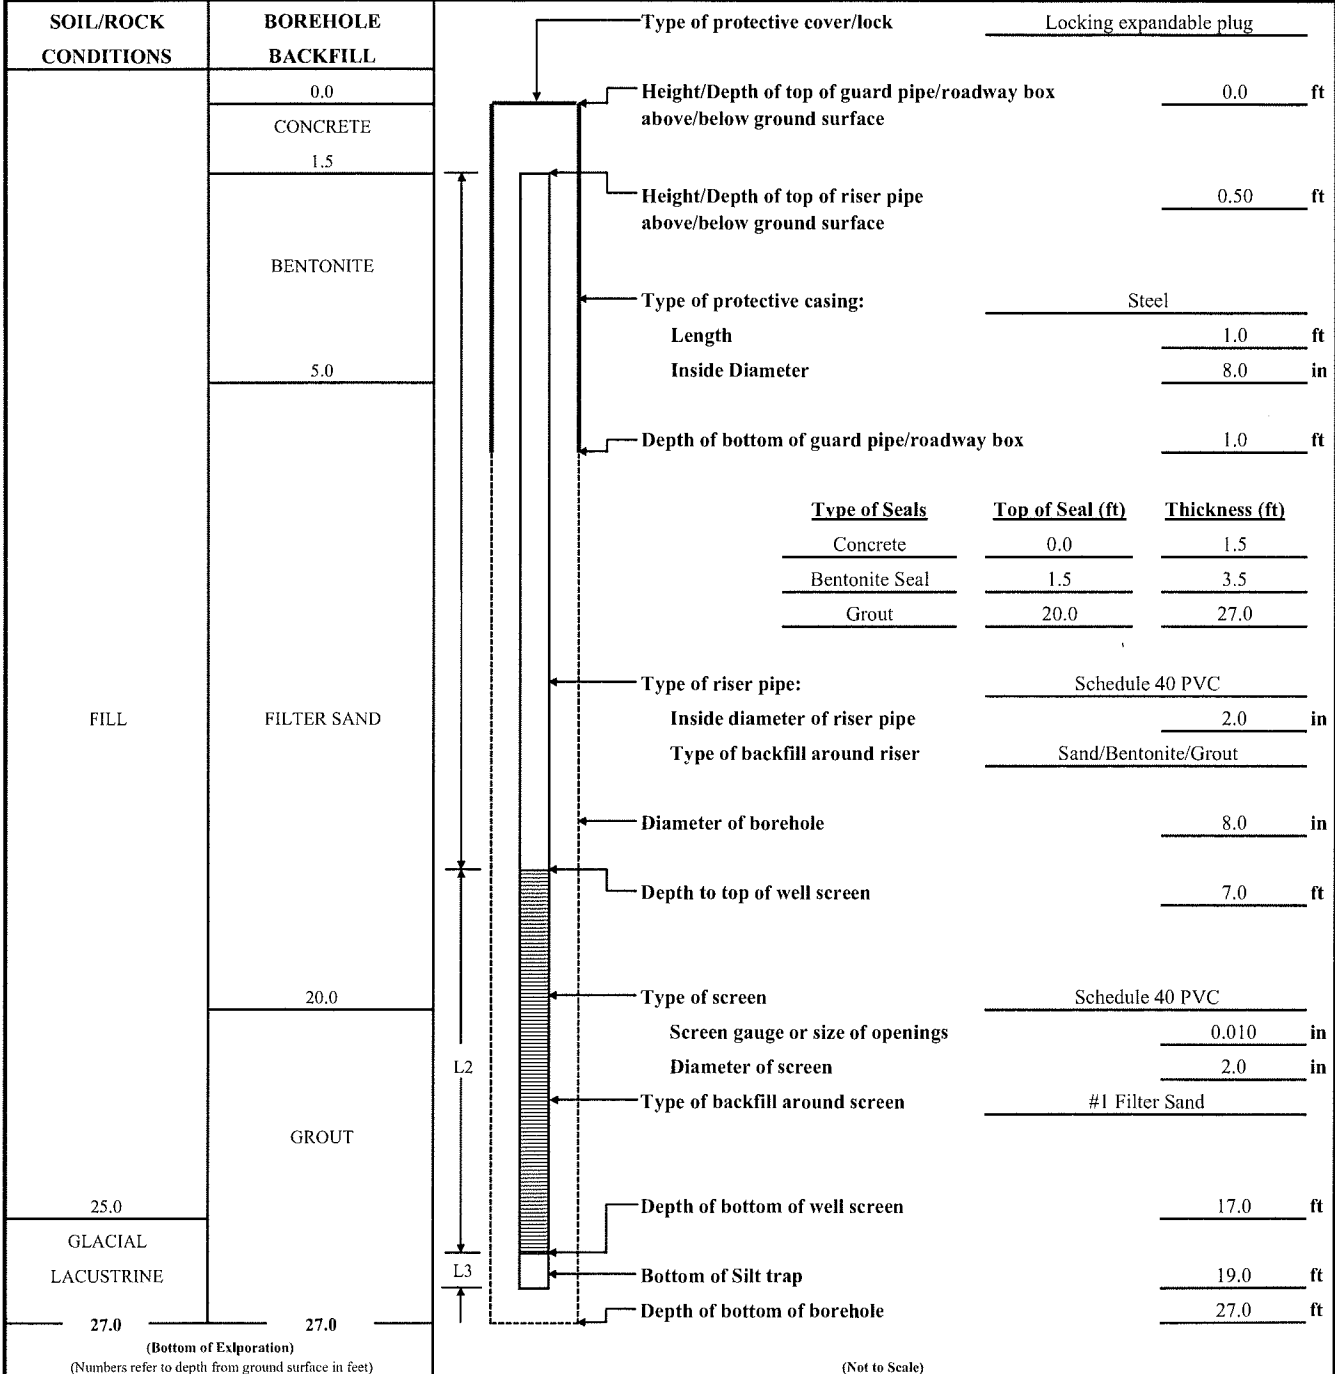 SOIL/ROCK
CONDITIONS
BOREHOLE
BACKFILL
Type of protective cover/lock Locking expandable plug
0.0
Height/Depth of top of guard pipe/roadway box 0.0 ft
above/below ground surface
CONCRETE
1.5
Height/Depth of top of riser pipe 0.50 ft
above/below ground surface
BENTONITE
Type of protective casing: Steel
Length 1.0 ft
Inside Diameter 8.0 in
5.0
Depth of bottom of guard pipe/roadway box 1.0 ft
Type of Seals Top of Seal (ft) Thickness (ft)
Concrete 0.0 1.5
Bentonite Seal 1.5 3.5
Grout 20.0 27.0
Type of riser pipe: Schedule 40 PVC
FILL FILTER SAND
Inside diameter of riser pipe 2.0 in
Type of backfill around riser Sand/Bentonite/Grout
Diameter of borehole 8.0 in
Depth to top of well screen 7.0 ft
20.0
Type of screen Schedule 40 PVC
Screen gauge or size of openings 0.010 in
L2
Diameter of screen 2.0 in
Type of backfill around screen #1 Filter Sand
GROUT
25.0
Depth of bottom of well screen 17.0 ft
GLACIAL
LACUSTRINE
L3
Bottom of Silt trap 19.0 ft
Depth of bottom of borehole 27.0 ft
27.0 27.0
(Bottom of Exlporation)
(Numbers refer to depth from ground surface in feet) (Not to Scale)